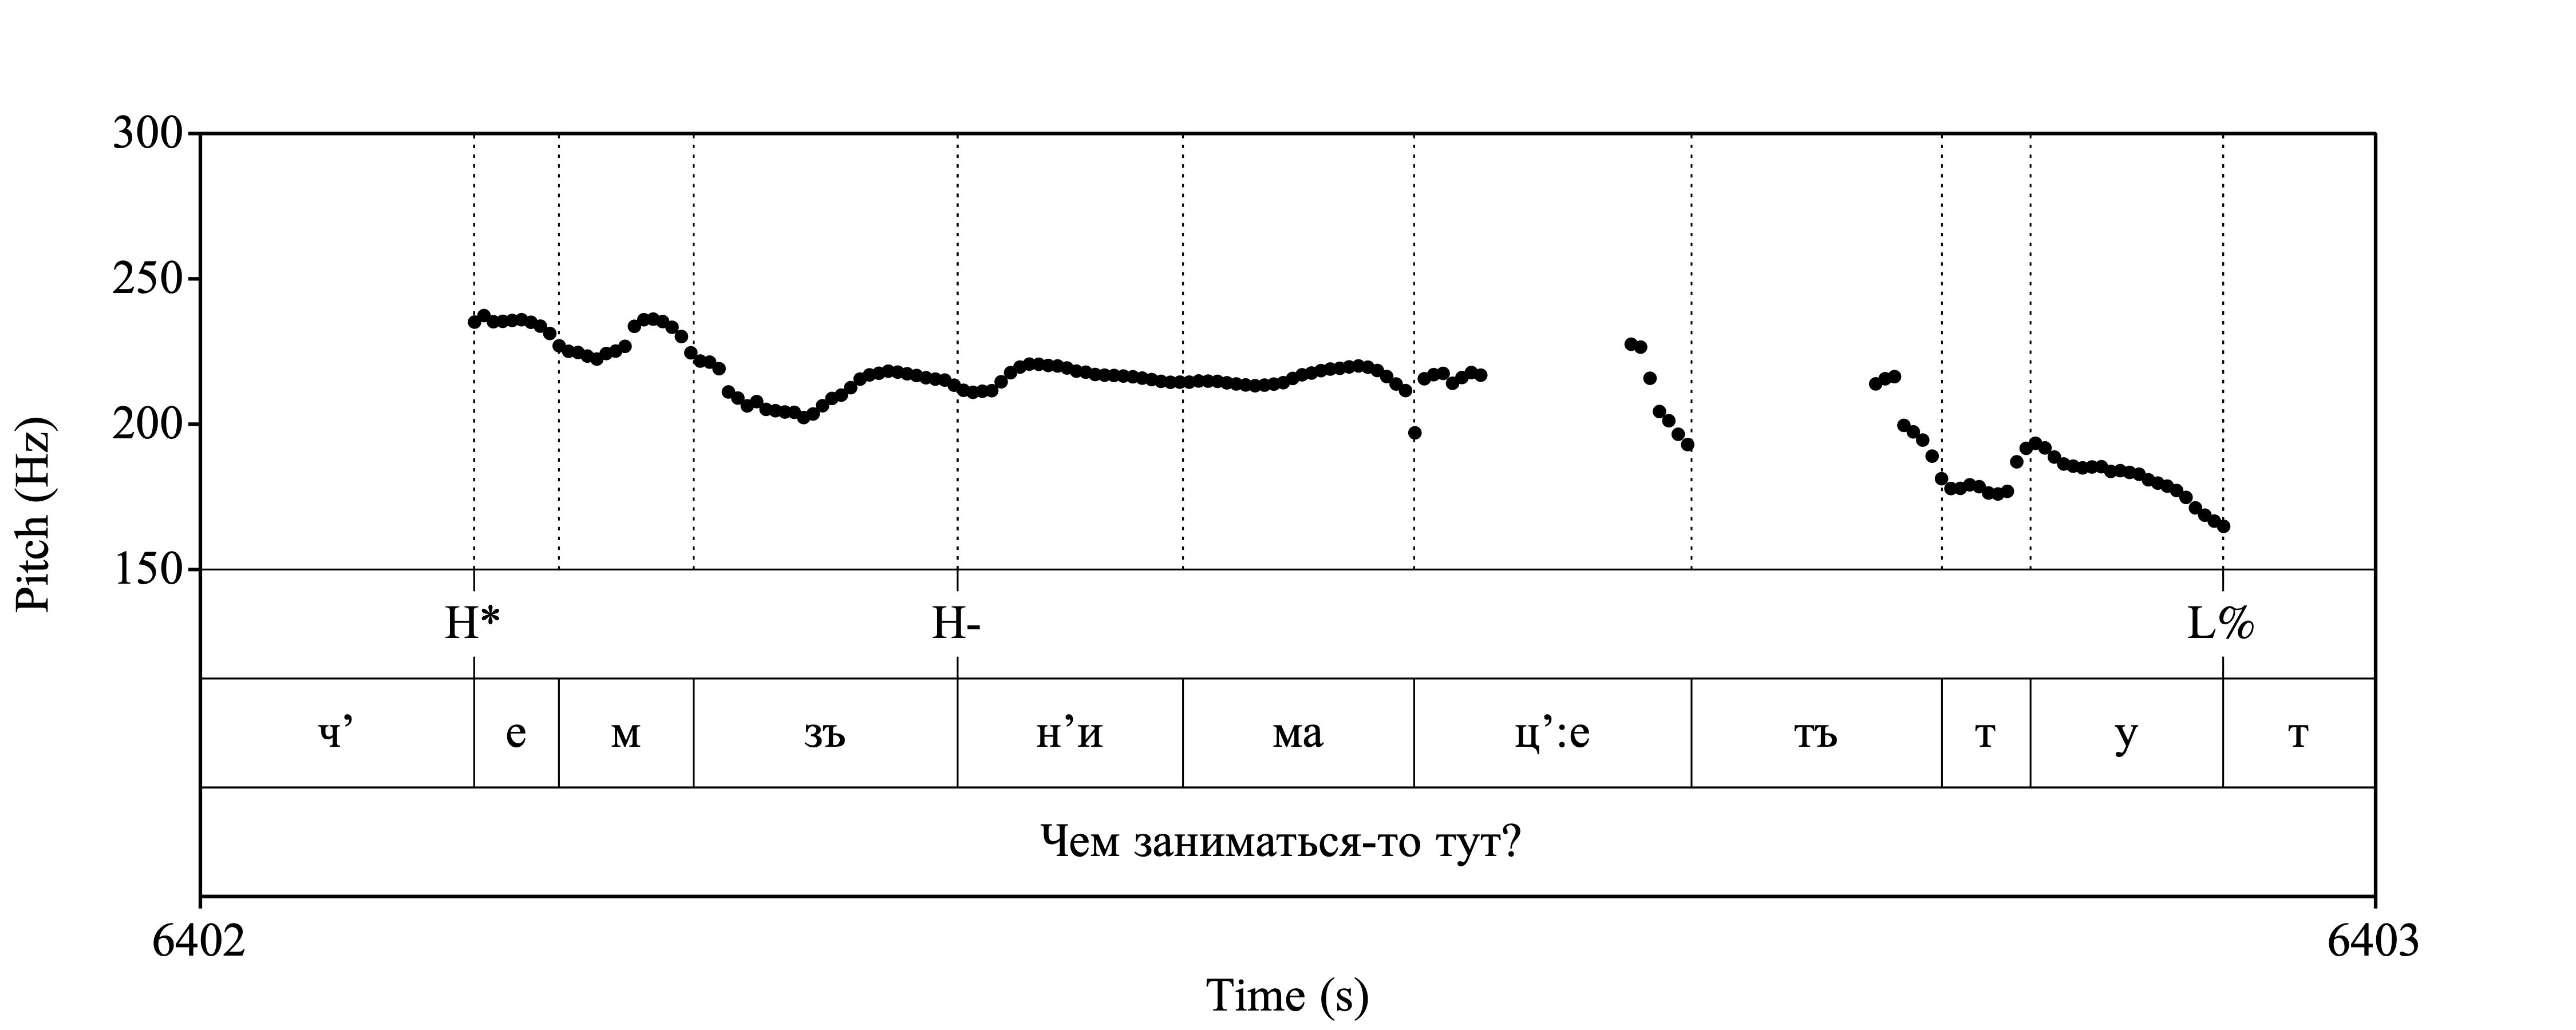 300
250
200
150
Pitch (Hz)
H* H- L%
ч’ е м зъ н’и ма ц’:е тъ т у т
Чем заниматься-то тут?
6402 6403
Time (s)